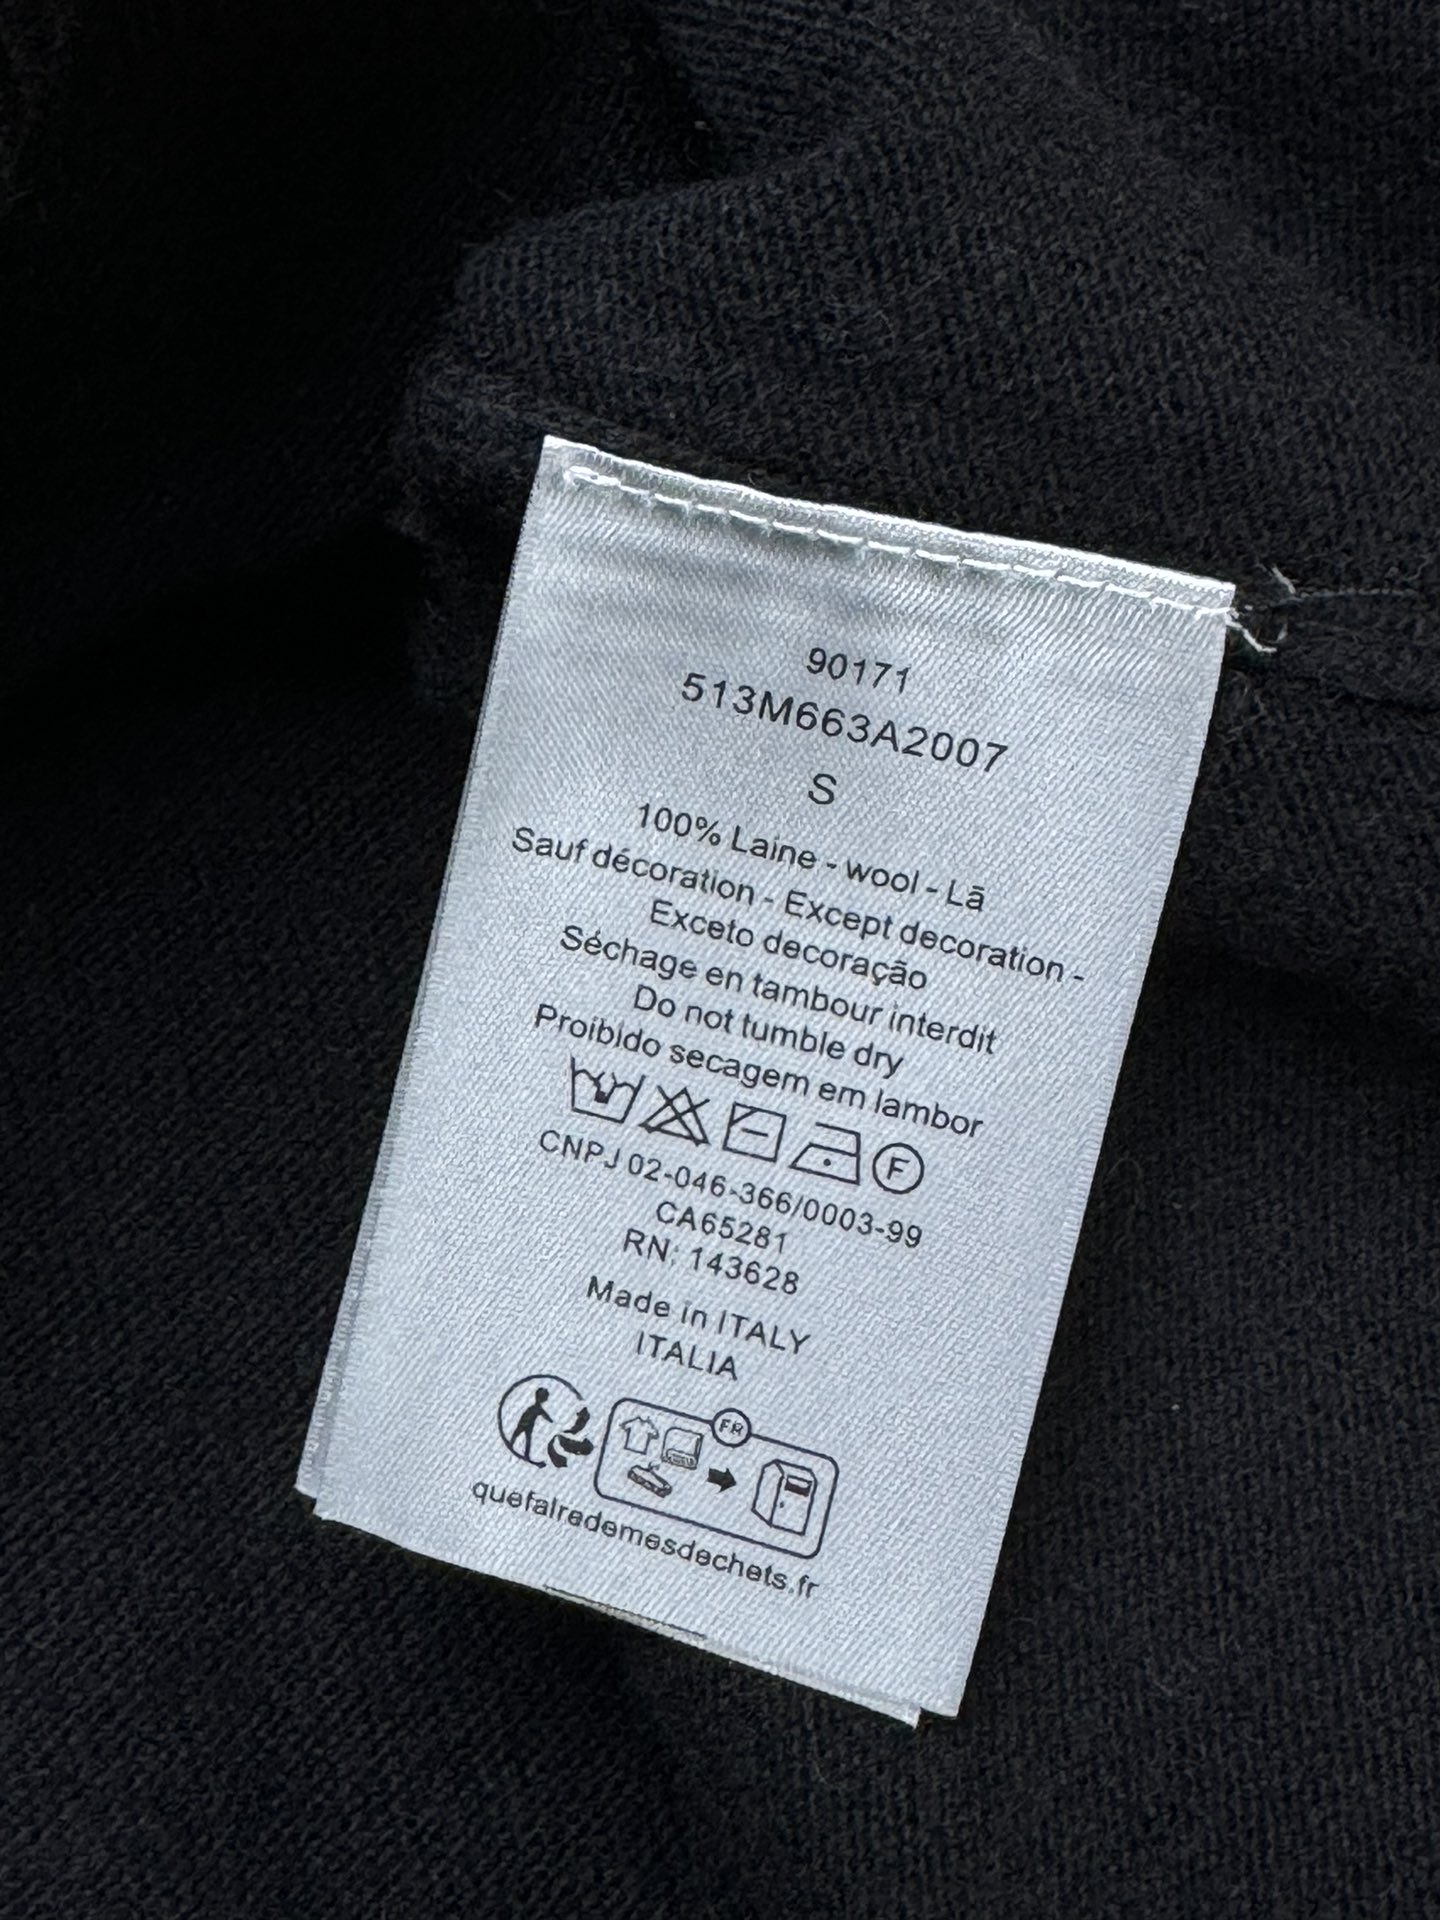 90171
513M663A2007
S
100% Laine - wool - Lā
Sauf décoration - Except decoration -
Exceto decoração
Séchage en tambour interdit
Do not tumble dry
Proibido secagem em lambor
F
CNPJ 02-046-366/0003-99
CA65281
RN: 143628
Made in ITALY
ITALIA
FR
quefairedemesdechets.fr